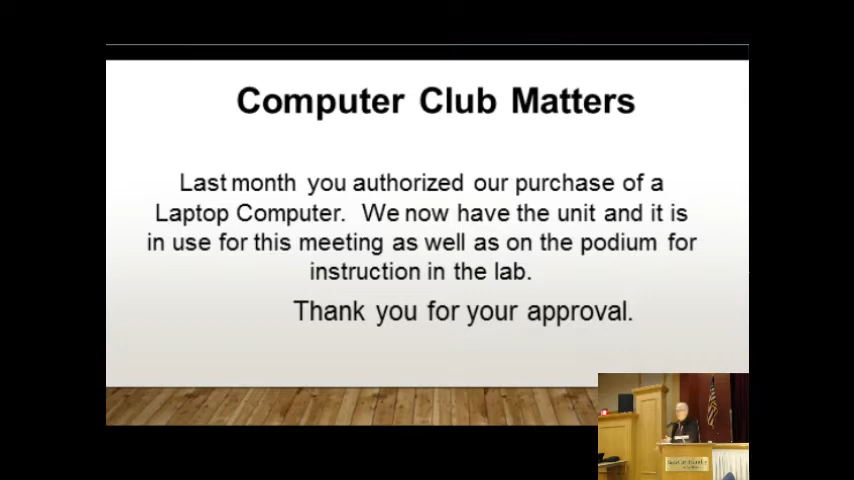 Computer Club Matters
Last month you authorized our purchase of a
Laptop Computer. We now have the unit and it is
in use for this meeting as well as on the podium for
instruction in the lab.
Thank you for your approval.